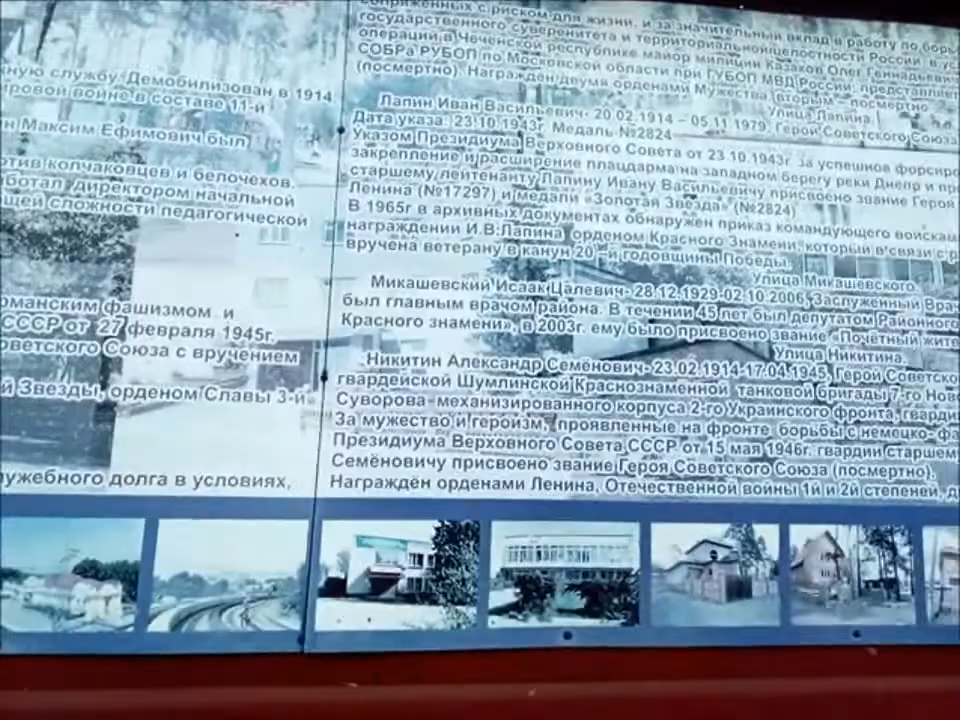 сопряжённых с риском для жизни, и за значительный вклад в работу по борь
государственного суверенитета и территориальной целостности России в
операции в Чеченской республике майор милиции Казаков Олег Геннадьеви
СОБРа РУБОП по Московской области при ГУБОП МВД России, представлен
(посмертно). Награжден двумя орденами Мужества, вторым – посмертно
Улица Лапина.
Лапин Иван Васильевич- 20.02.1914 – 05.11.1979, Герой Советского Союза
Дата указа: 23.10.1943г. Медаль №2824
Указом Президиума Верховного Совета от 23.10.1943г. за успешное форсиро
закрепление и расширение плацдарма на западном берегу реки Днепр и пр
старшему лейтенанту Лапину Ивану Васильевичу присвоено звание Герой
Ленина (№17297) и медали «Золотая Звезда» (№2824)
В 1965г в архивных документах обнаружен приказ командующего войскам
награждении И.В.Лапина орденом Красного Знамени, который в связи с р
вручена ветерану в канун 20 –й годовщины Победы.
Улица Микашевского.
Микашевский Исаак Цалевич- 28.12.1929-02.10.2006, Заслуженный Вра
был главным врачом района. В течении 45 лет был депутатом Районного
Красного знамени», в 2003г. ему было присвоено звание «Почётный жите
Улица Никитина.
Никитин Александр Семёнович- 23.02.1914-17.04.1945, Герой Советско
гвардейской Шумлинской Краснознаменной танковой бригады 7-го Ново
Суворова механизированного корпуса 2-го Украинского фронта, гварди
За мужество и героизм, проявленные на фронте борьбы с немецко-фа
Президиума Верховного Совета СССР от 15 мая 1946г. гвардии старшем
Семёновичу присвоено звание Героя Советского Союза (посмертно).
Награждён орденами Ленина, Отечественной войны 1й и 2й степеней, д
ную службу. Демобилизован в 1914
ровой войне в составе 11-й
н Максим Ефимович был
отив колчаковцев и белочехов.
ботал директором начальной
щей сложности педагогической
рманским фашизмом и
СССР от 27 февраля 1945г.
оветского Союза с вручением
й Звезды, орденом Славы 3-й
ужебного долга в условиях,